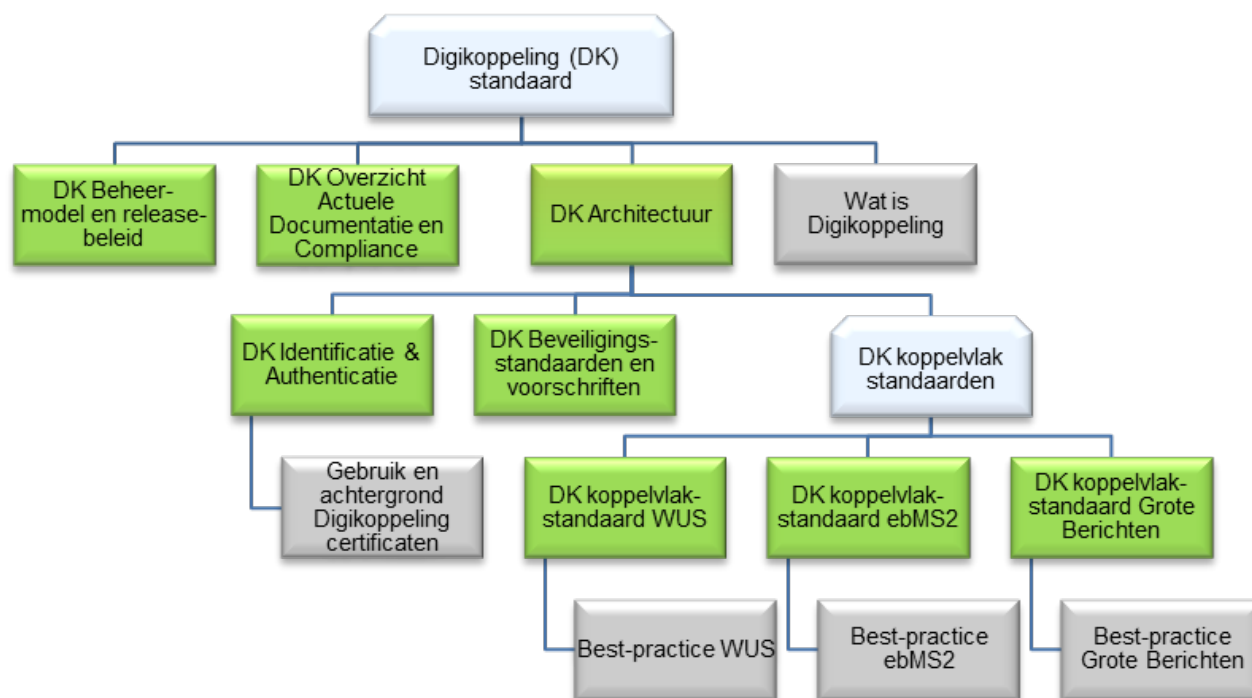 Digikoppeling (DK)
standaard
DK Beheer-
model en release-
beleid
DK Overzicht
Actuele
Documentatie en
Compliance
DK Architectuur
Wat is
Digikoppeling
DK Identificatie &
Authenticatie
DK Beveiligings-
standaarden en
voorschriften
DK koppelvlak
standaarden
Gebruik en
achtergrond
Digikoppeling
certificaten
DK koppelvlak-
standaard WUS
DK koppelvlak-
standaard ebMS2
DK koppelvlak-
standaard Grote
Berichten
Best-practice WUS
Best-practice
ebMS2
Best-practice
Grote Berichten